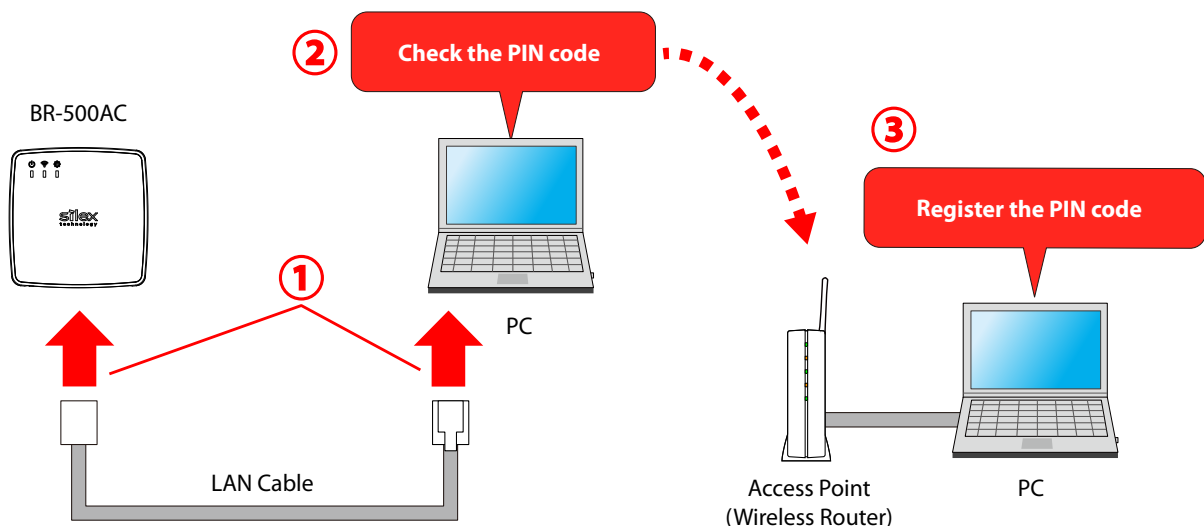 ②
Check the PIN code
BR-500AC
silex
technology
③
Register the PIN code
①
PC
LAN Cable
Access Point
(Wireless Router)
PC